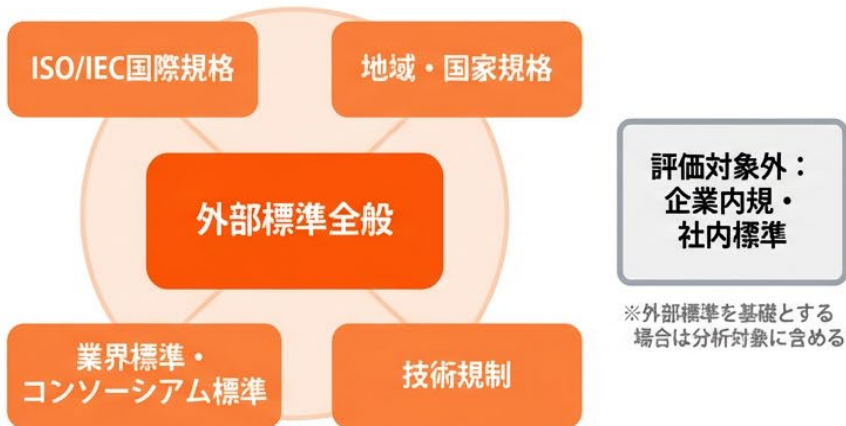 ISO/IEC国際規格
地域・国家規格
外部標準全般
業界標準・
コンソーシアム標準
技術規制
評価対象外：
企業内規・
社内標準
※外部標準を基礎とする
場合は分析対象に含める